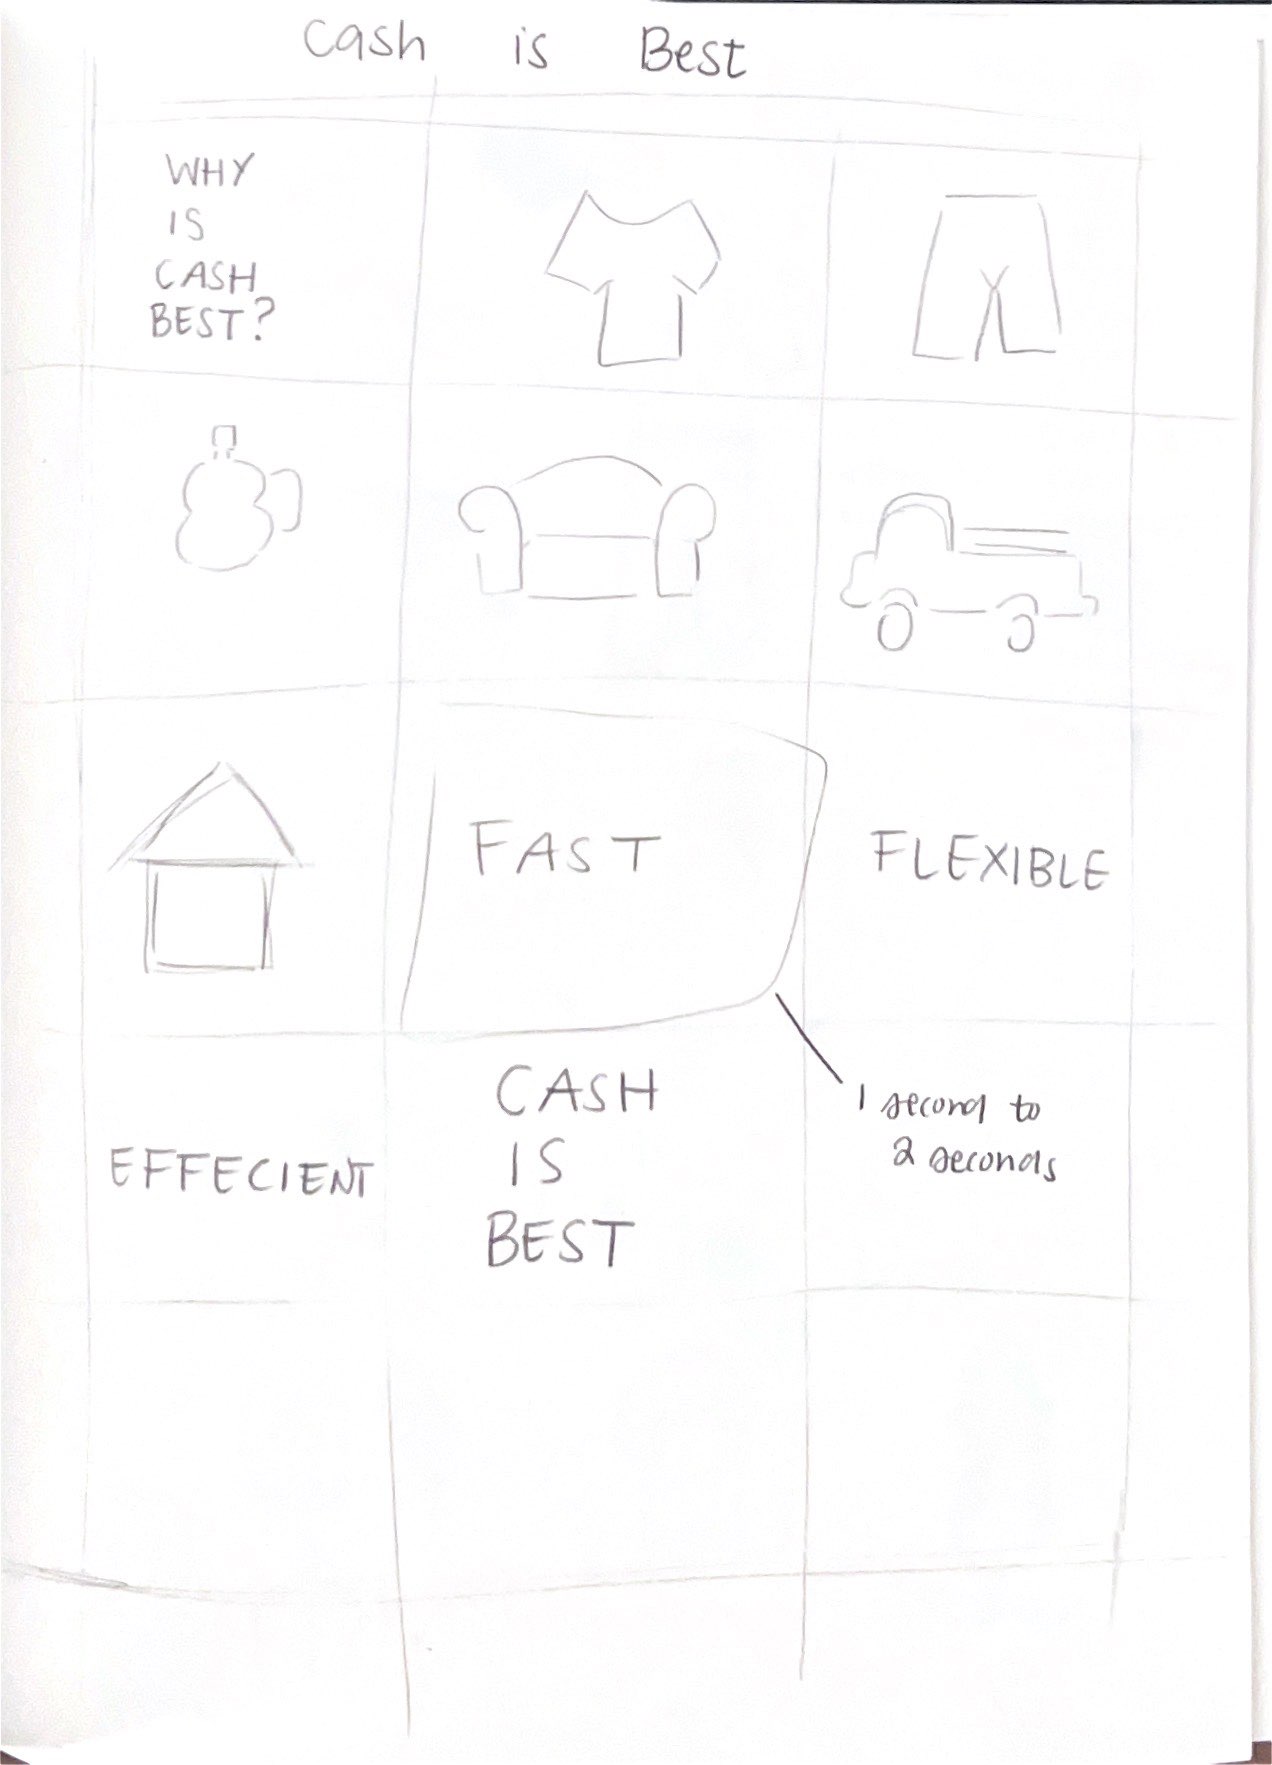 Cash is Best
WHY
IS
CASH
BEST?
FAST
FLEXIBLE
EFFECIENT
CASH
IS
BEST
1 second to
2 seconds